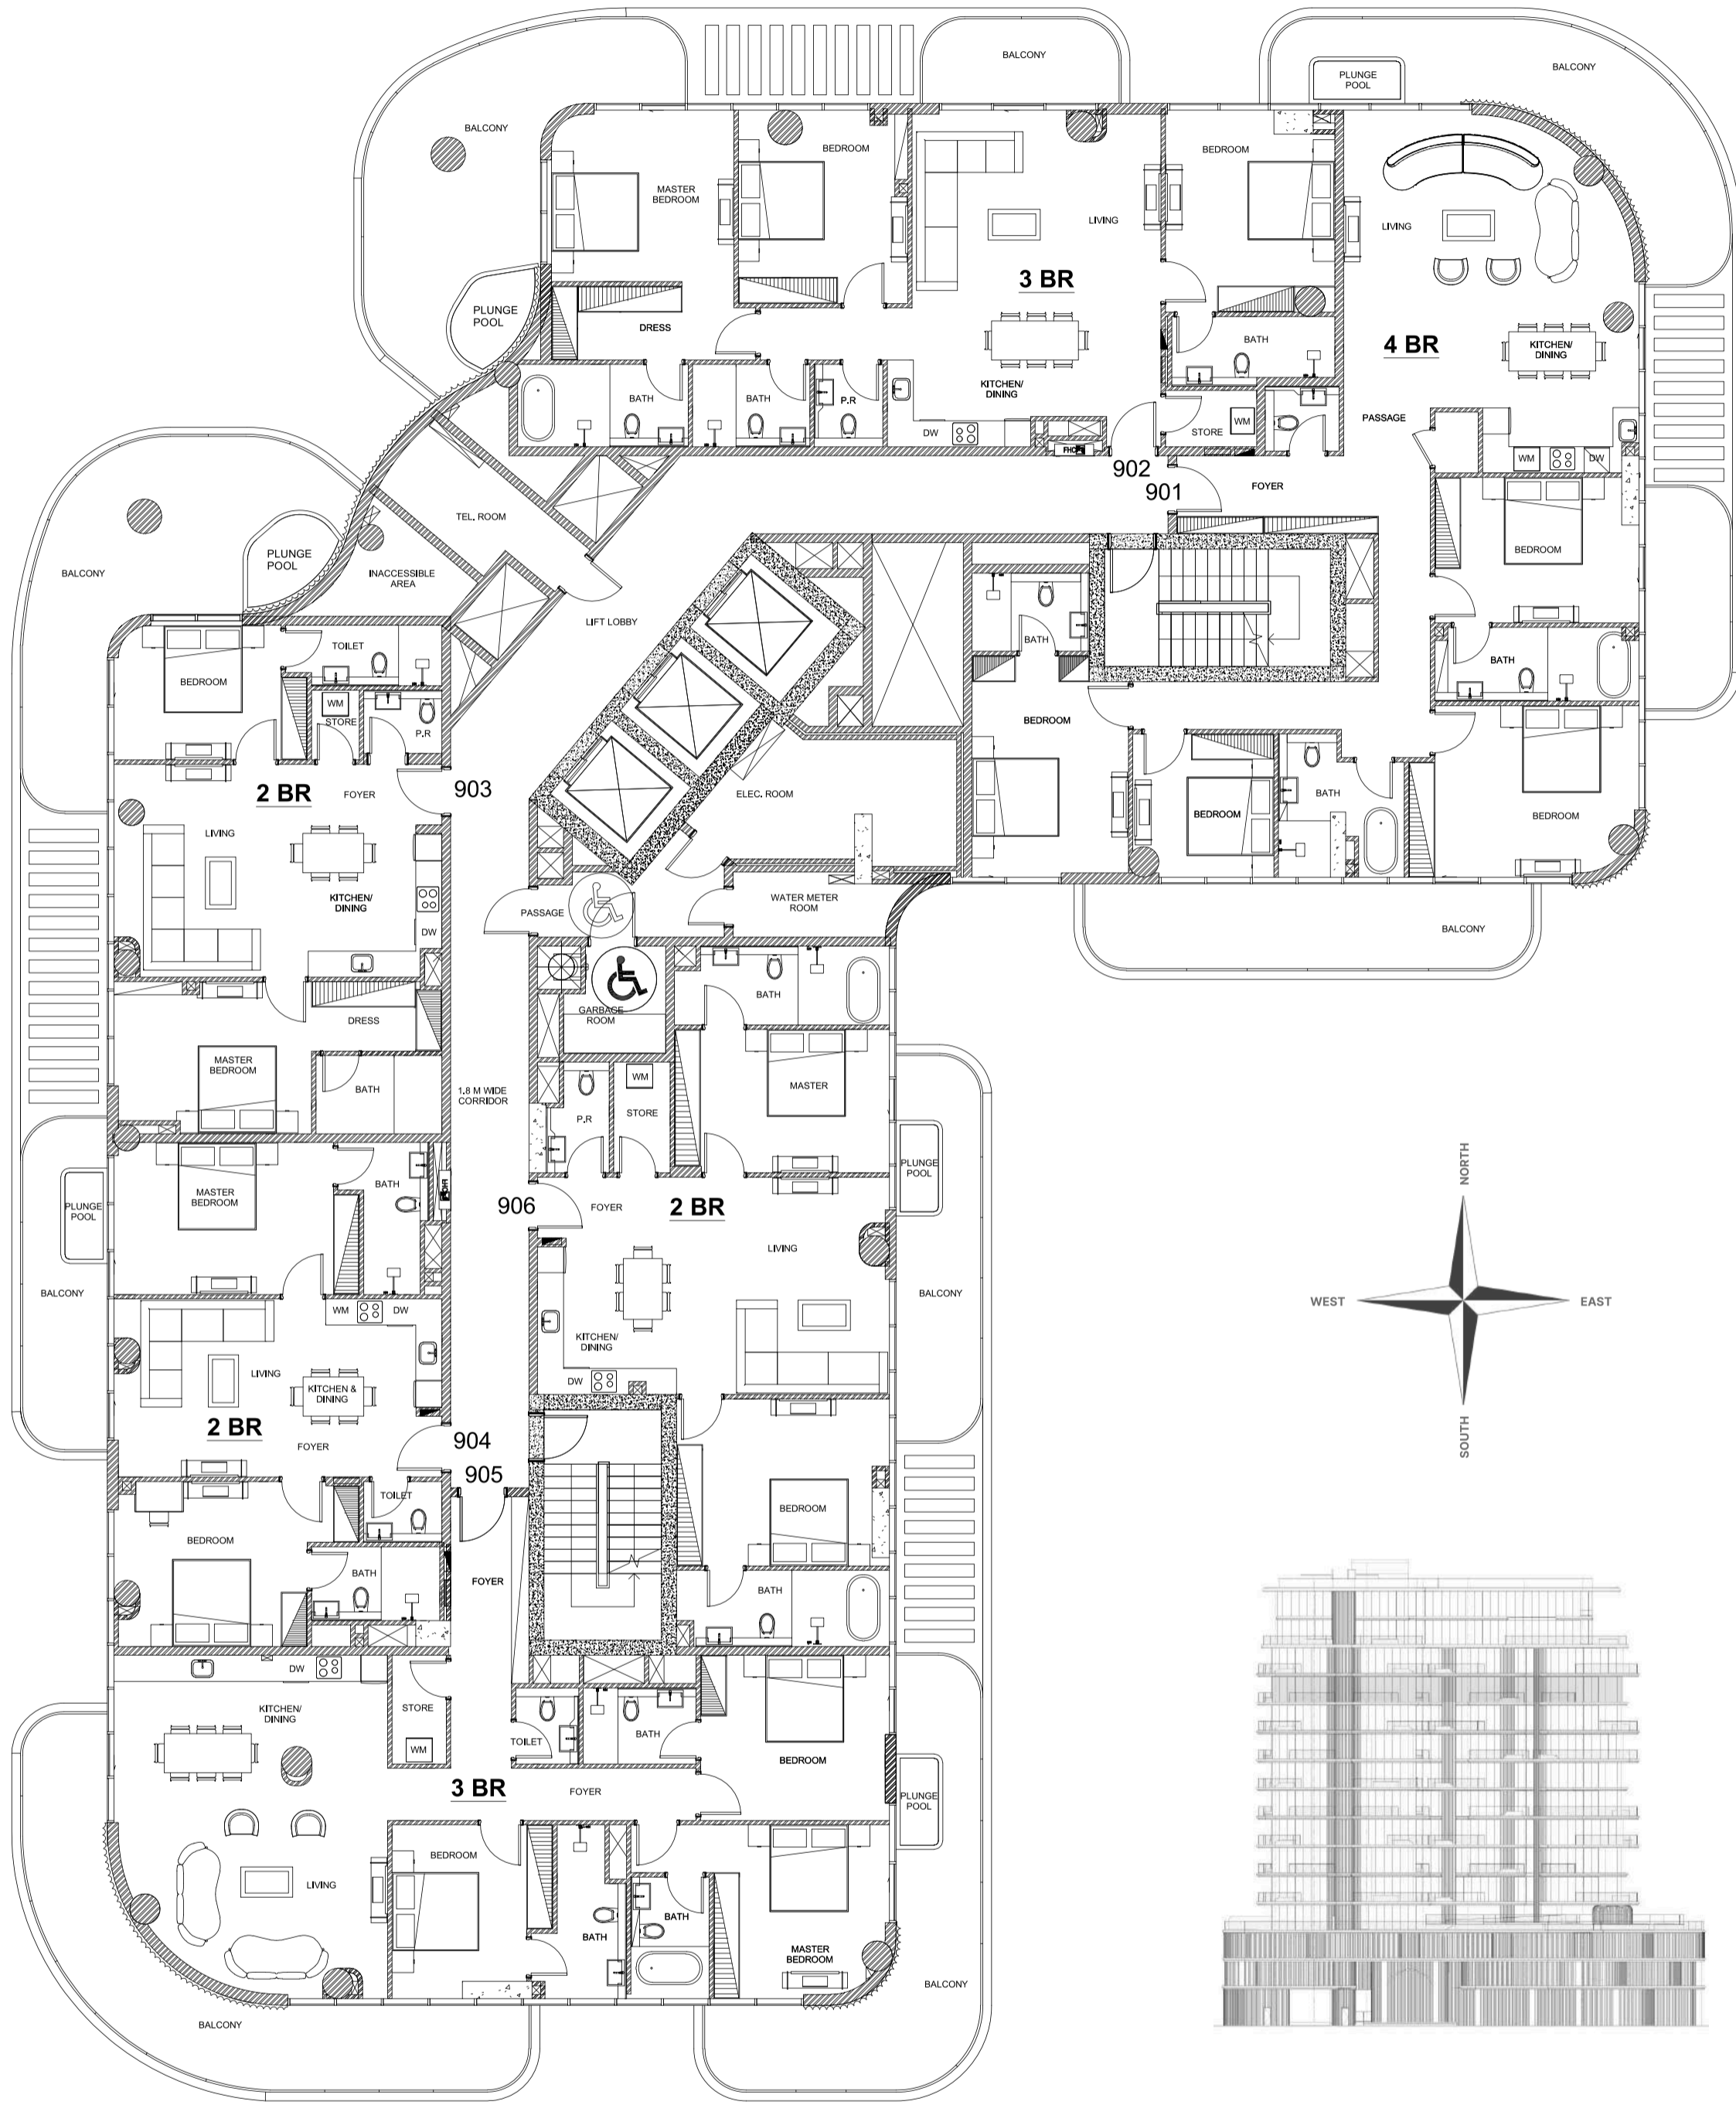 BALCONY
PLUNGE
POOL
BALCONY
BALCONY
BEDROOM
BEDROOM
MASTER
BEDROOM
LIVING
LIVING
3 BR
PLUNGE
POOL
DRESS
BATH
4 BR
KITCHEN/
DINING
KITCHEN/
DINING
BATH
BATH
P.R
PASSAGE
DW
STORE
WM
FHC
WM
DW
902
901
FOYER
TEL. ROOM
BEDROOM
PLUNGE
POOL
BALCONY
INACCESSIBLE
AREA
LIFT LOBBY
BATH
TOILET
BATH
BEDROOM
WM
STORE
P.R
BEDROOM
903
2 BR
FOYER
ELEC. ROOM
BEDROOM
BATH
BEDROOM
LIVING
KITCHEN/
DINING
WATER METER
ROOM
PASSAGE
DW
BALCONY
BATH
GARBAGE
ROOM
DRESS
MASTER
BEDROOM
BATH
1.8 M WIDE
CORRIDOR
WM
MASTER
P.R
STORE
PLUNGE
POOL
NORTH
MASTER
BEDROOM
BATH
FHC
PLUNGE
POOL
906
FOYER
2 BR
LIVING
BALCONY
BALCONY
WEST
EAST
WM
DW
KITCHEN/
DINING
LIVING
DW
KITCHEN &
DINING
2 BR
FOYER
904
905
SOUTH
TOILET
BEDROOM
BEDROOM
BATH
FOYER
BATH
DW
KITCHEN/
DINING
STORE
WM
TOILET
BATH
BEDROOM
3 BR
FOYER
PLUNGE
POOL
BEDROOM
LIVING
BATH
BATH
MASTER
BEDROOM
BALCONY
BALCONY